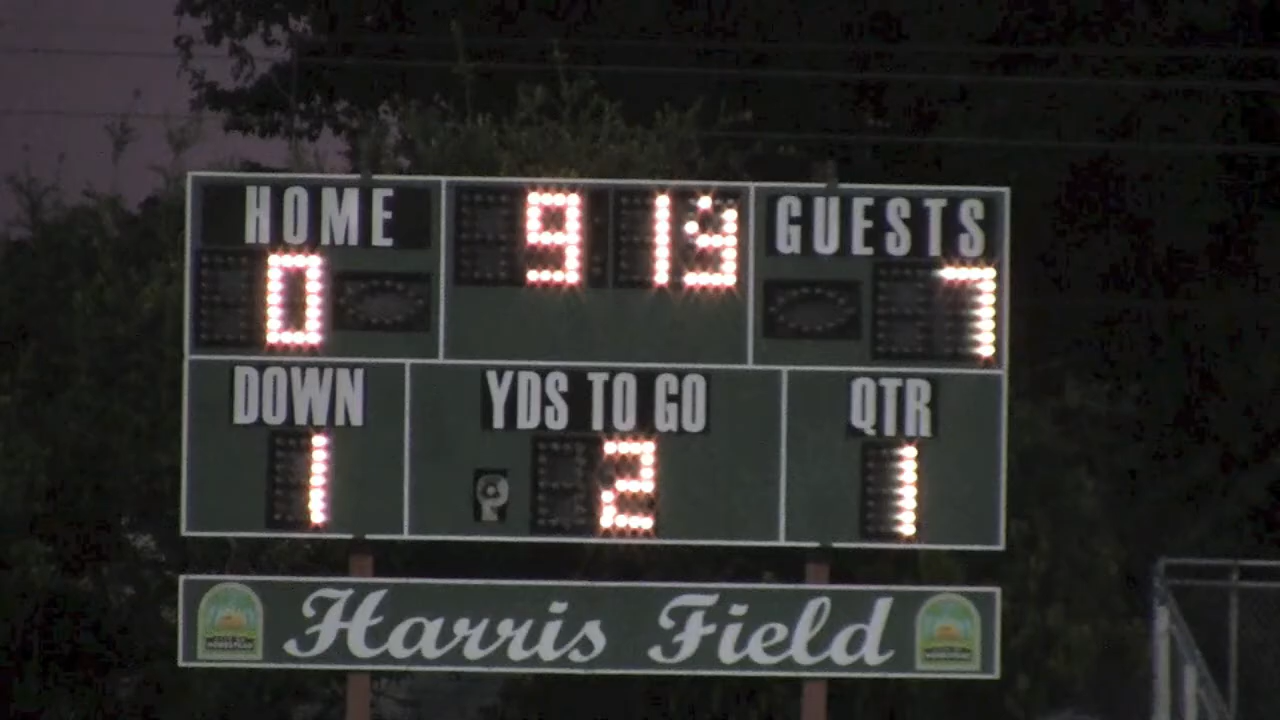 HOME 9 19 GUESTS
0 7
DOWN YDS TO GO QTR
1 2 1
Harris Field